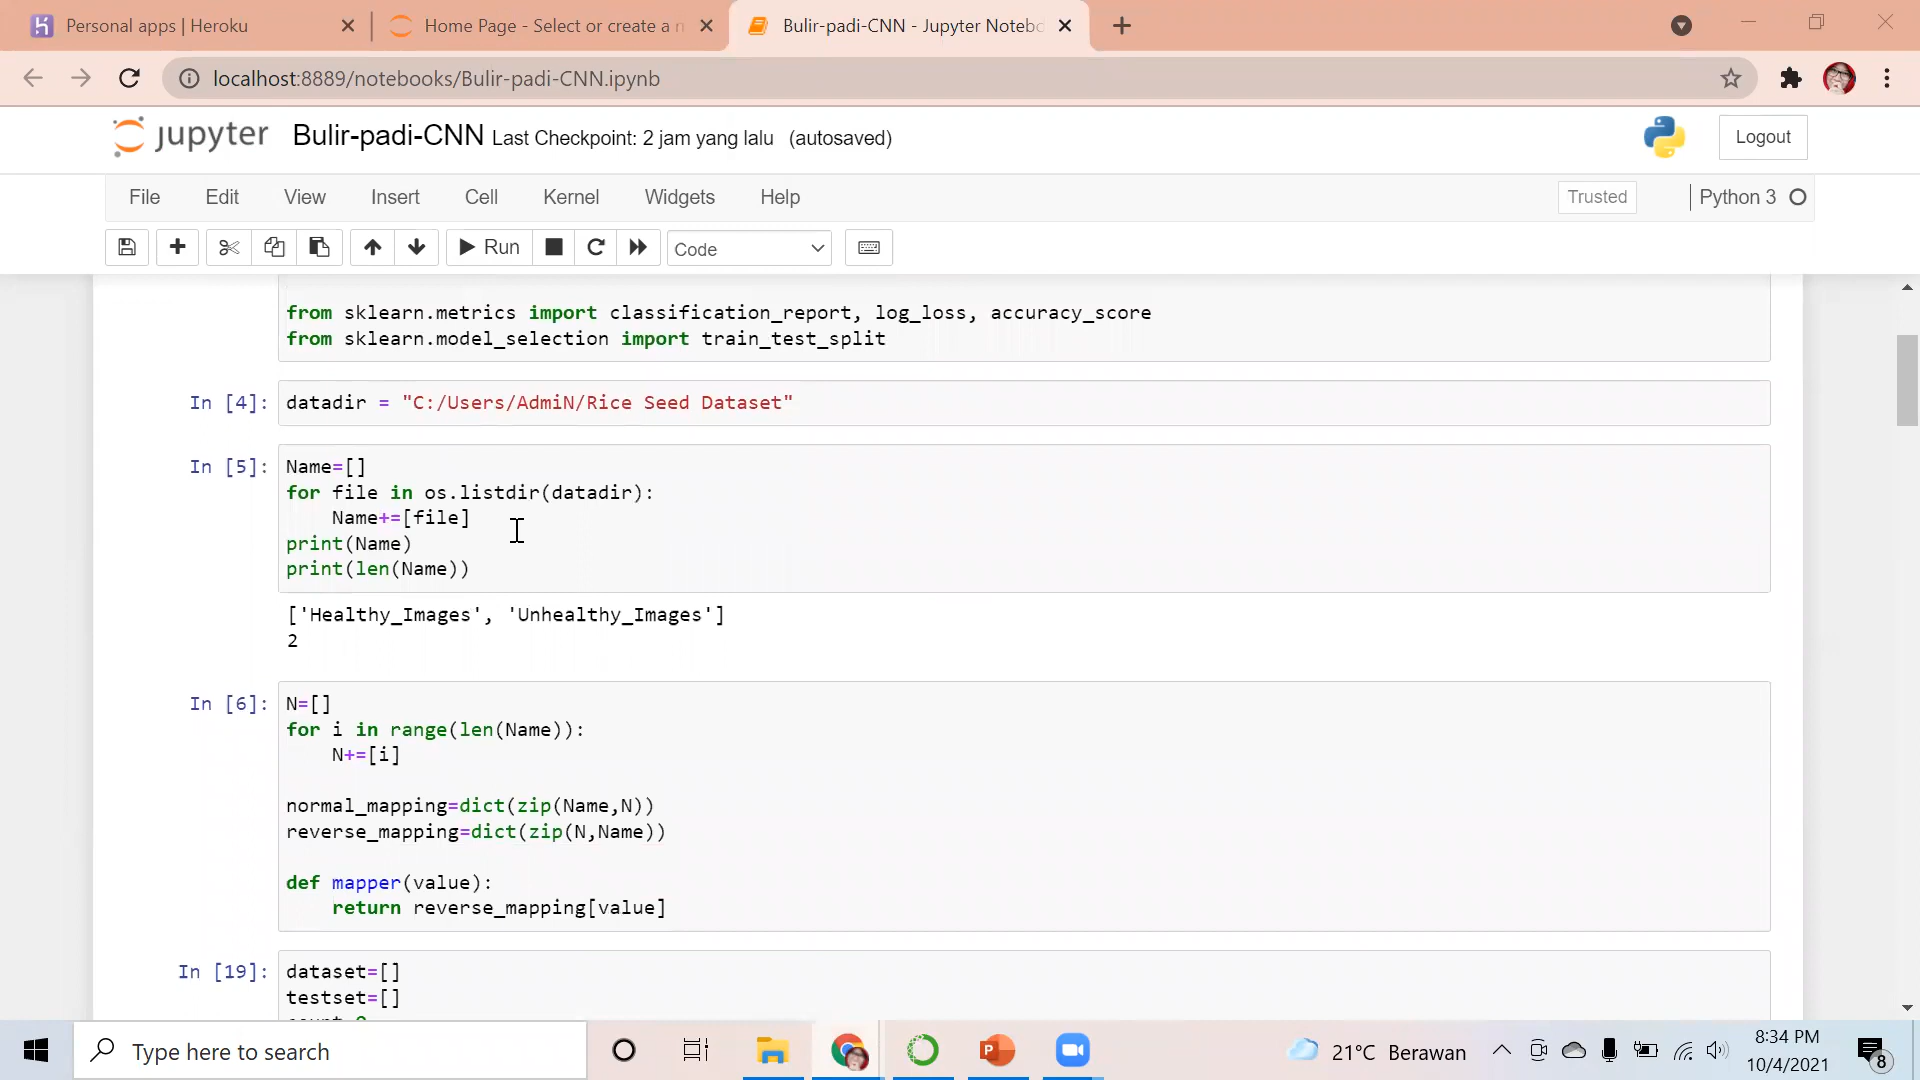 Personal apps | Heroku
Home Page - Select or create a n
Bulir-padi-CNN - Jupyter Notebo
localhost:8889/notebooks/Bulir-padi-CNN.ipynb
jupyter Bulir-padi-CNN Last Checkpoint: 2 jam yang lalu (autosaved)
Logout
File Edit View Insert Cell Kernel Widgets Help
Trusted
Python 3
Run
Code
from sklearn.metrics import classification_report, log_loss, accuracy_score
from sklearn.model_selection import train_test_split
In [4]: datadir = "C:/Users/AdmiN/Rice Seed Dataset"
In [5]: Name=[]
for file in os.listdir(datadir):
    Name+=[file]
print(Name)
print(len(Name))
['Healthy_Images', 'Unhealthy_Images']
2
In [6]: N=[]
for i in range(len(Name)):
    N+=[i]
normal_mapping=dict(zip(Name,N))
reverse_mapping=dict(zip(N,Name))
def mapper(value):
    return reverse_mapping[value]
In [19]: dataset=[]
testset=[]
Type here to search
21°C Berawan
8:34 PM
10/4/2021
8